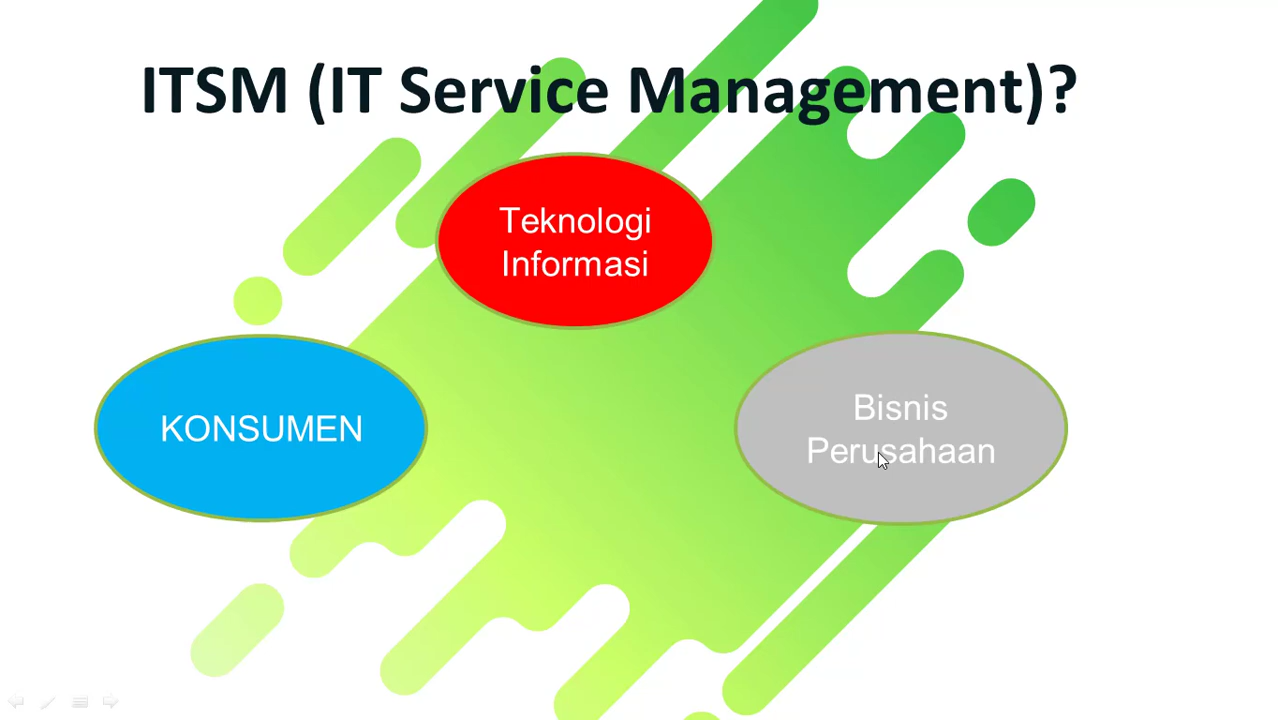 ITSM (IT Service Management)?
Teknologi
Informasi
KONSUMEN
Bisnis
Perusahaan